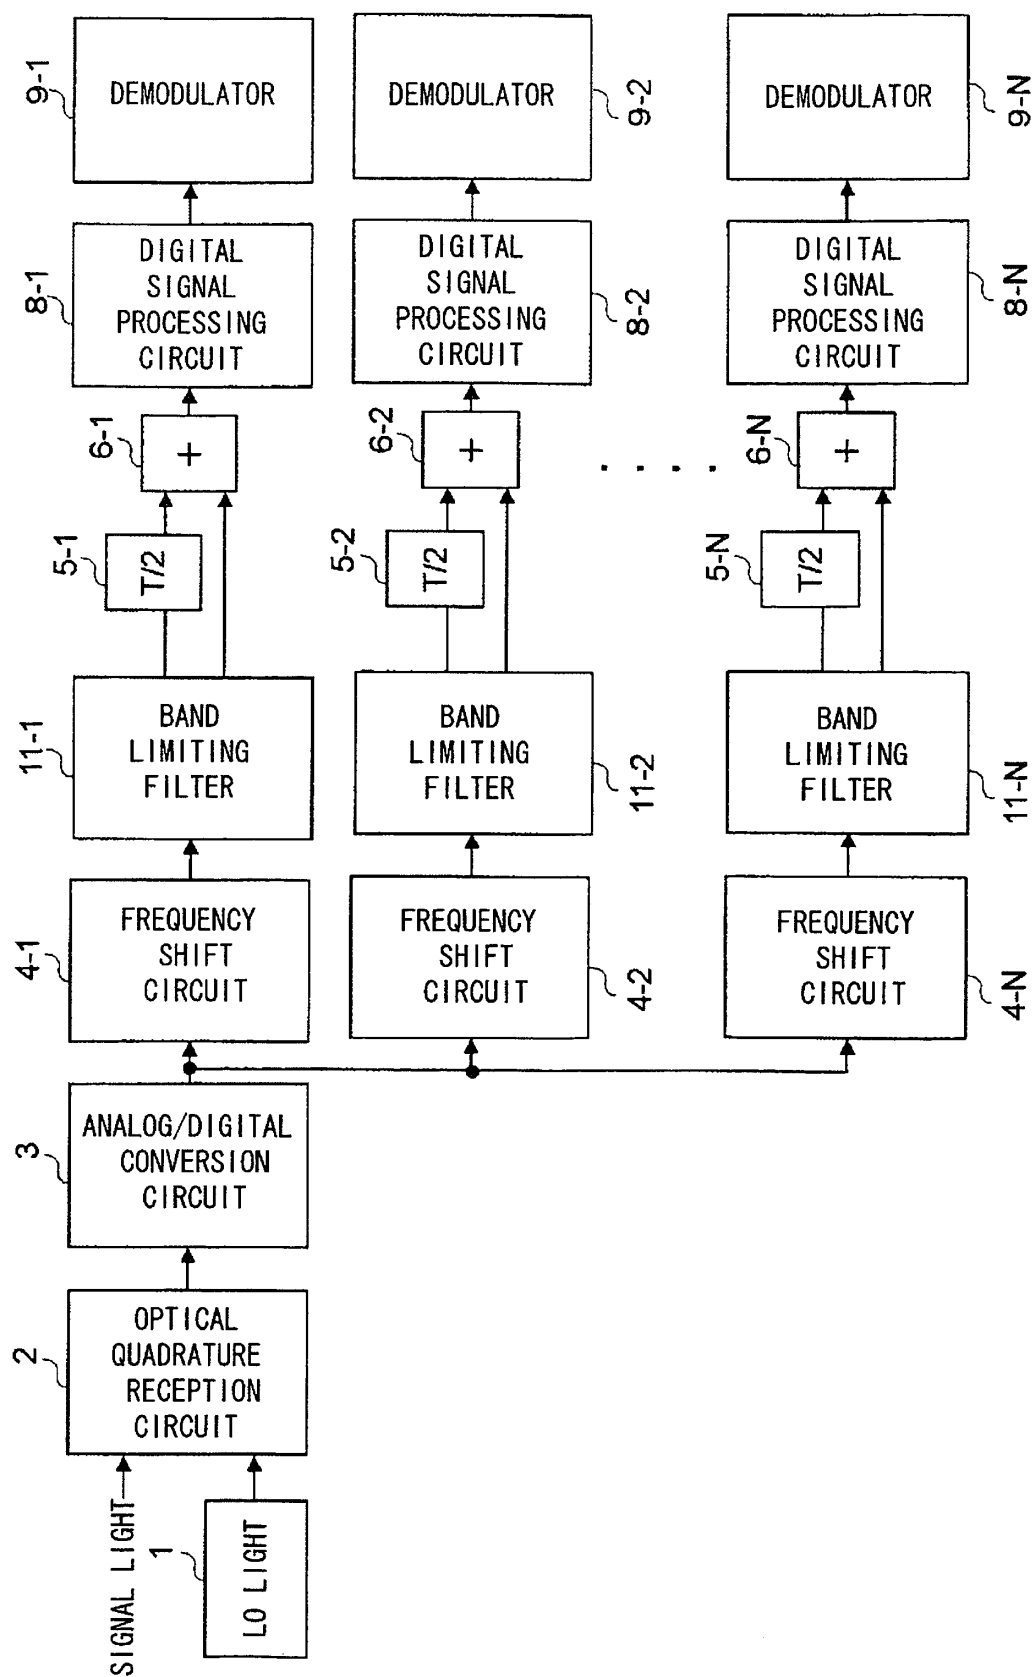 9-1
DEMODULATOR
DEMODULATOR
9-2
DEMODULATOR
9-N
8-1
DIGITAL
SIGNAL
PROCESSING
CIRCUIT
DIGITAL
SIGNAL
PROCESSING
CIRCUIT
8-2
DIGITAL
SIGNAL
PROCESSING
CIRCUIT
8-N
6-1
+
6-2
+
. . . .
6-N
+
5-1
T/2
5-2
T/2
5-N
T/2
11-1
BAND
LIMITING
FILTER
BAND
LIMITING
FILTER
11-2
BAND
LIMITING
FILTER
11-N
4-1
FREQUENCY
SHIFT
CIRCUIT
FREQUENCY
SHIFT
CIRCUIT
4-2
FREQUENCY
SHIFT
CIRCUIT
4-N
3
ANALOG/DIGITAL
CONVERSION
CIRCUIT
2
OPTICAL
QUADRATURE
RECEPTION
CIRCUIT
SIGNAL LIGHT
1
LO LIGHT